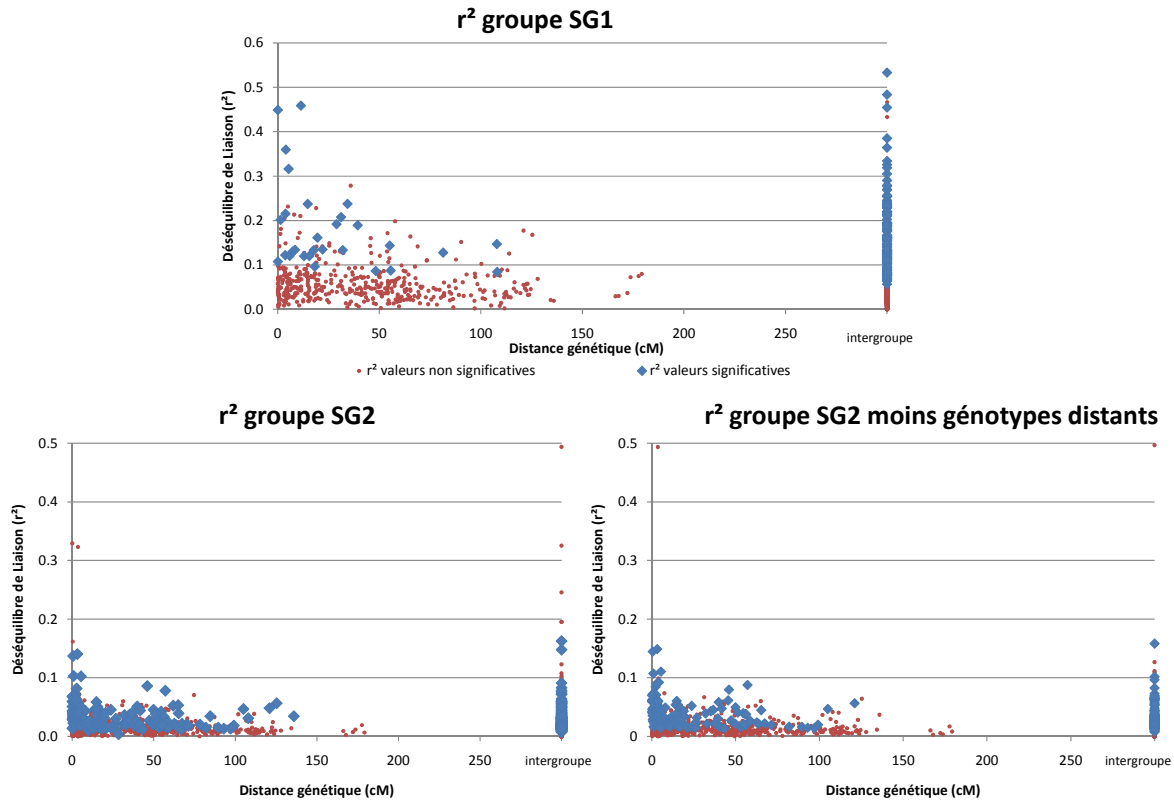 r² groupe SG1
0.6
0.5
0.4
0.3
0.2
0.1
0.0
Déséquilibre de Liaison (r²)
0 50 100 150 200 250 intergroupe
Distance génétique (cM)
r² valeurs non significatives r² valeurs significatives
r² groupe SG2
0.5
0.4
0.3
0.2
0.1
0.0
Déséquilibre de Liaison (r²)
0 50 100 150 200 250 intergroupe
Distance génétique (cM)
r² groupe SG2 moins génotypes distants
0.5
0.4
0.3
0.2
0.1
0.0
Déséquilibre de Liaison (r²)
0 50 100 150 200 250 intergroupe
Distance génétique (cM)